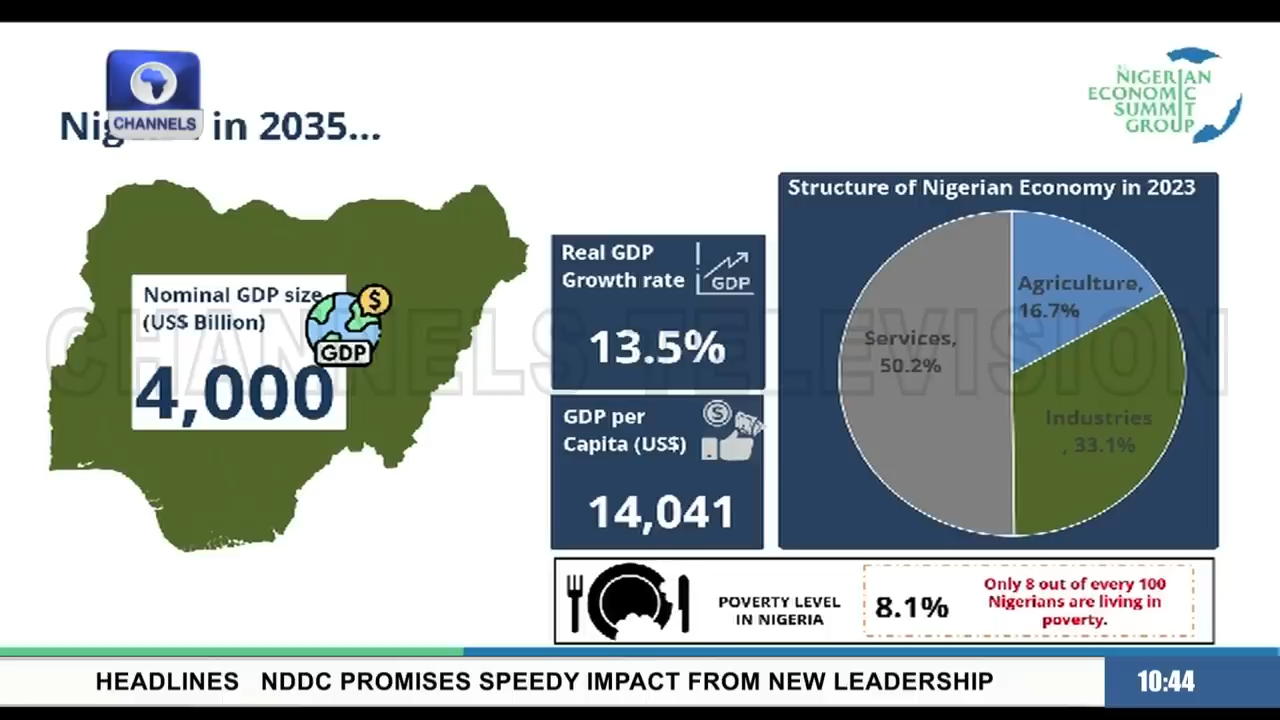 CHANNELS
Nigeria in 2035...
NIGERIAN
ECONOMIC
SUMMIT
GROUP
Nominal GDP size
(US$ Billion)
4,000
$
GDP
Real GDP
Growth rate
GDP
13.5%
GDP per
Capita (US$)
$
14,041
Structure of Nigerian Economy in 2023
Agriculture,
16.7%
Services,
50.2%
Industries
, 33.1%
CHANNELS TELEVISION
POVERTY LEVEL
IN NIGERIA
8.1%
Only 8 out of every 100
Nigerians are living in
poverty.
HEADLINES NDDC PROMISES SPEEDY IMPACT FROM NEW LEADERSHIP
10:44